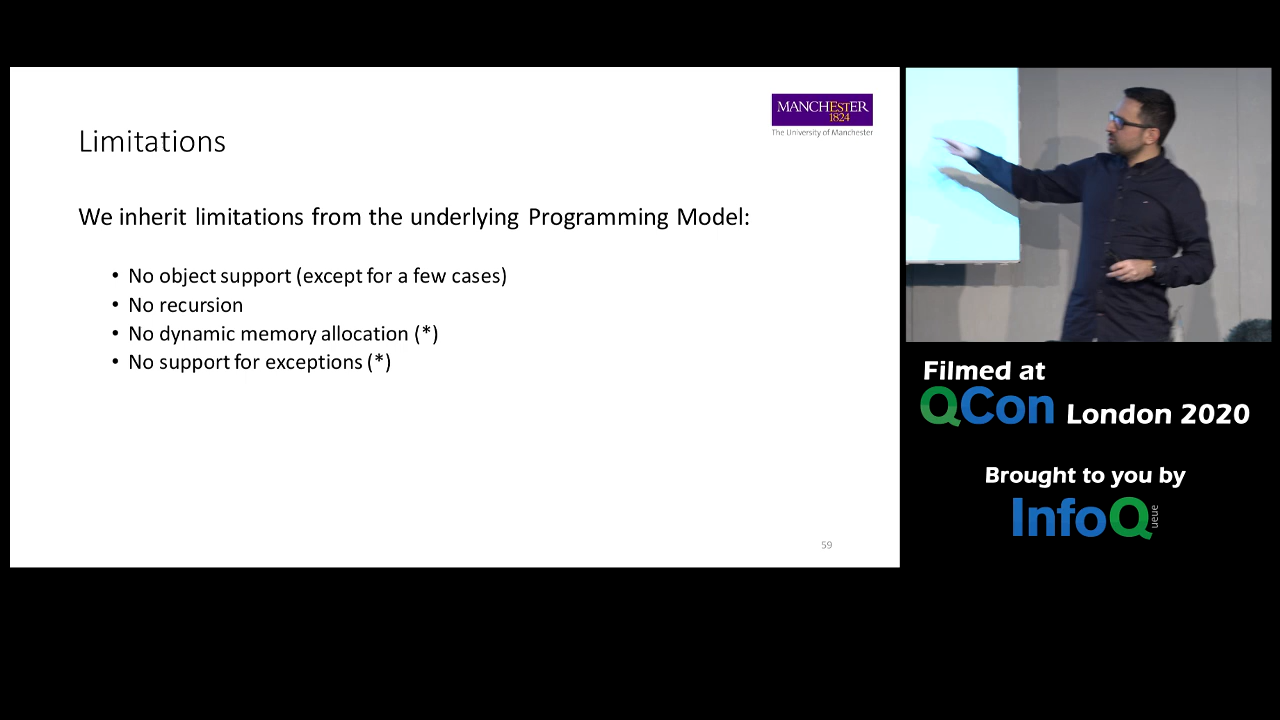 Limitations
MANCHESTER
1824
The University of Manchester
We inherit limitations from the underlying Programming Model:
• No object support (except for a few cases)
• No recursion
• No dynamic memory allocation (*)
• No support for exceptions (*)
59
Filmed at
QCon London 2020
Brought to you by
InfoQ
ueue